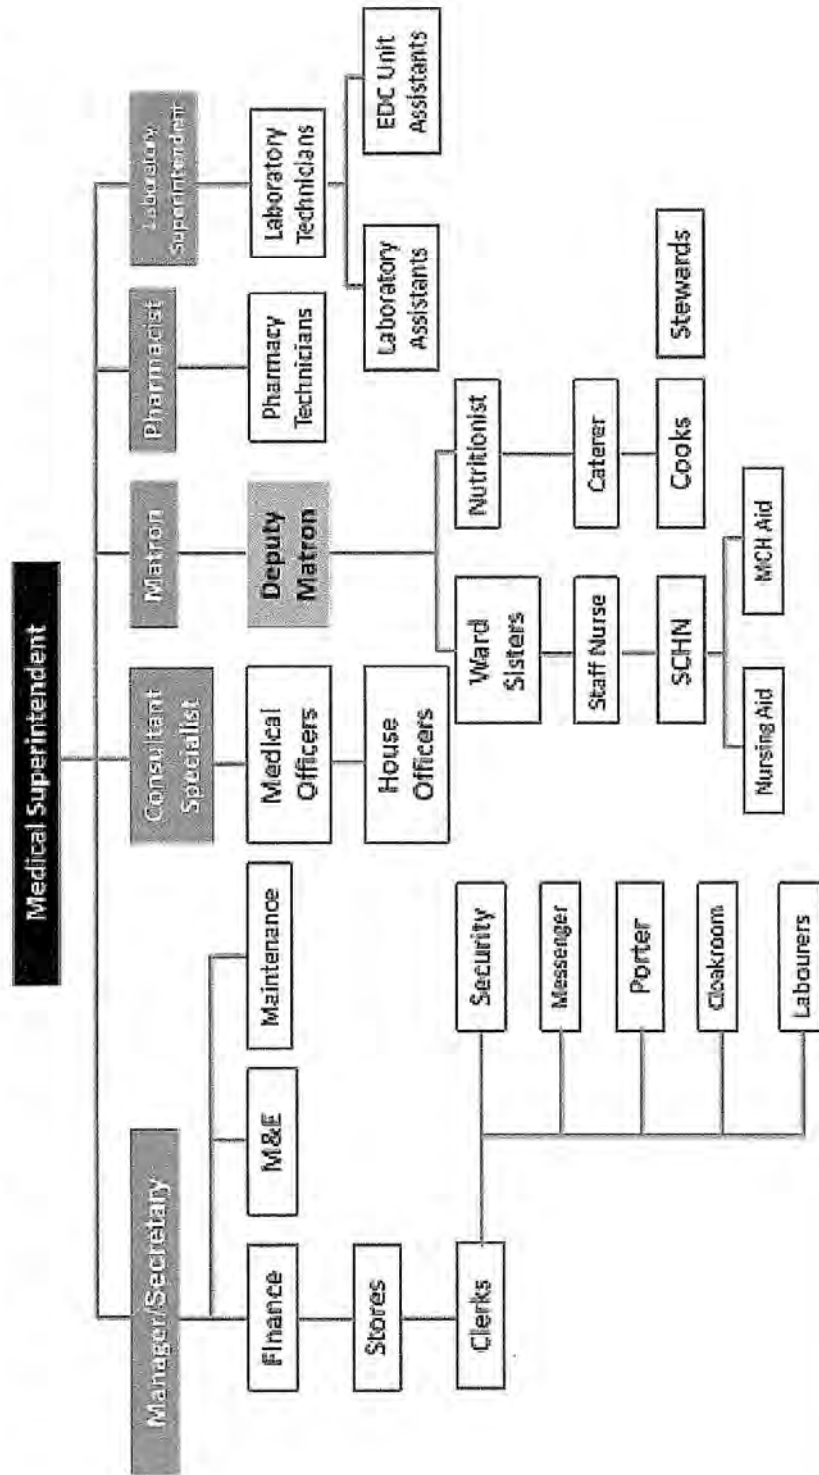 Medical Superintendent
Manager/Secretary
Consultant
Specialist
Matron
Pharmacist
Laboratory
Superintendent
Finance
M&E
Maintenance
Medical
Officers
Deputy
Matron
Pharmacy
Technicians
Laboratory
Technicians
Stores
House
Officers
Laboratory
Assistants
EDC Unit
Assistants
Clerks
Security
Messenger
Porter
Cloakroom
Labourers
Ward
Sisters
Nutritionist
Staff Nurse
Caterer
SCHN
Cooks
Stewards
Nursing Aid
MCH Aid